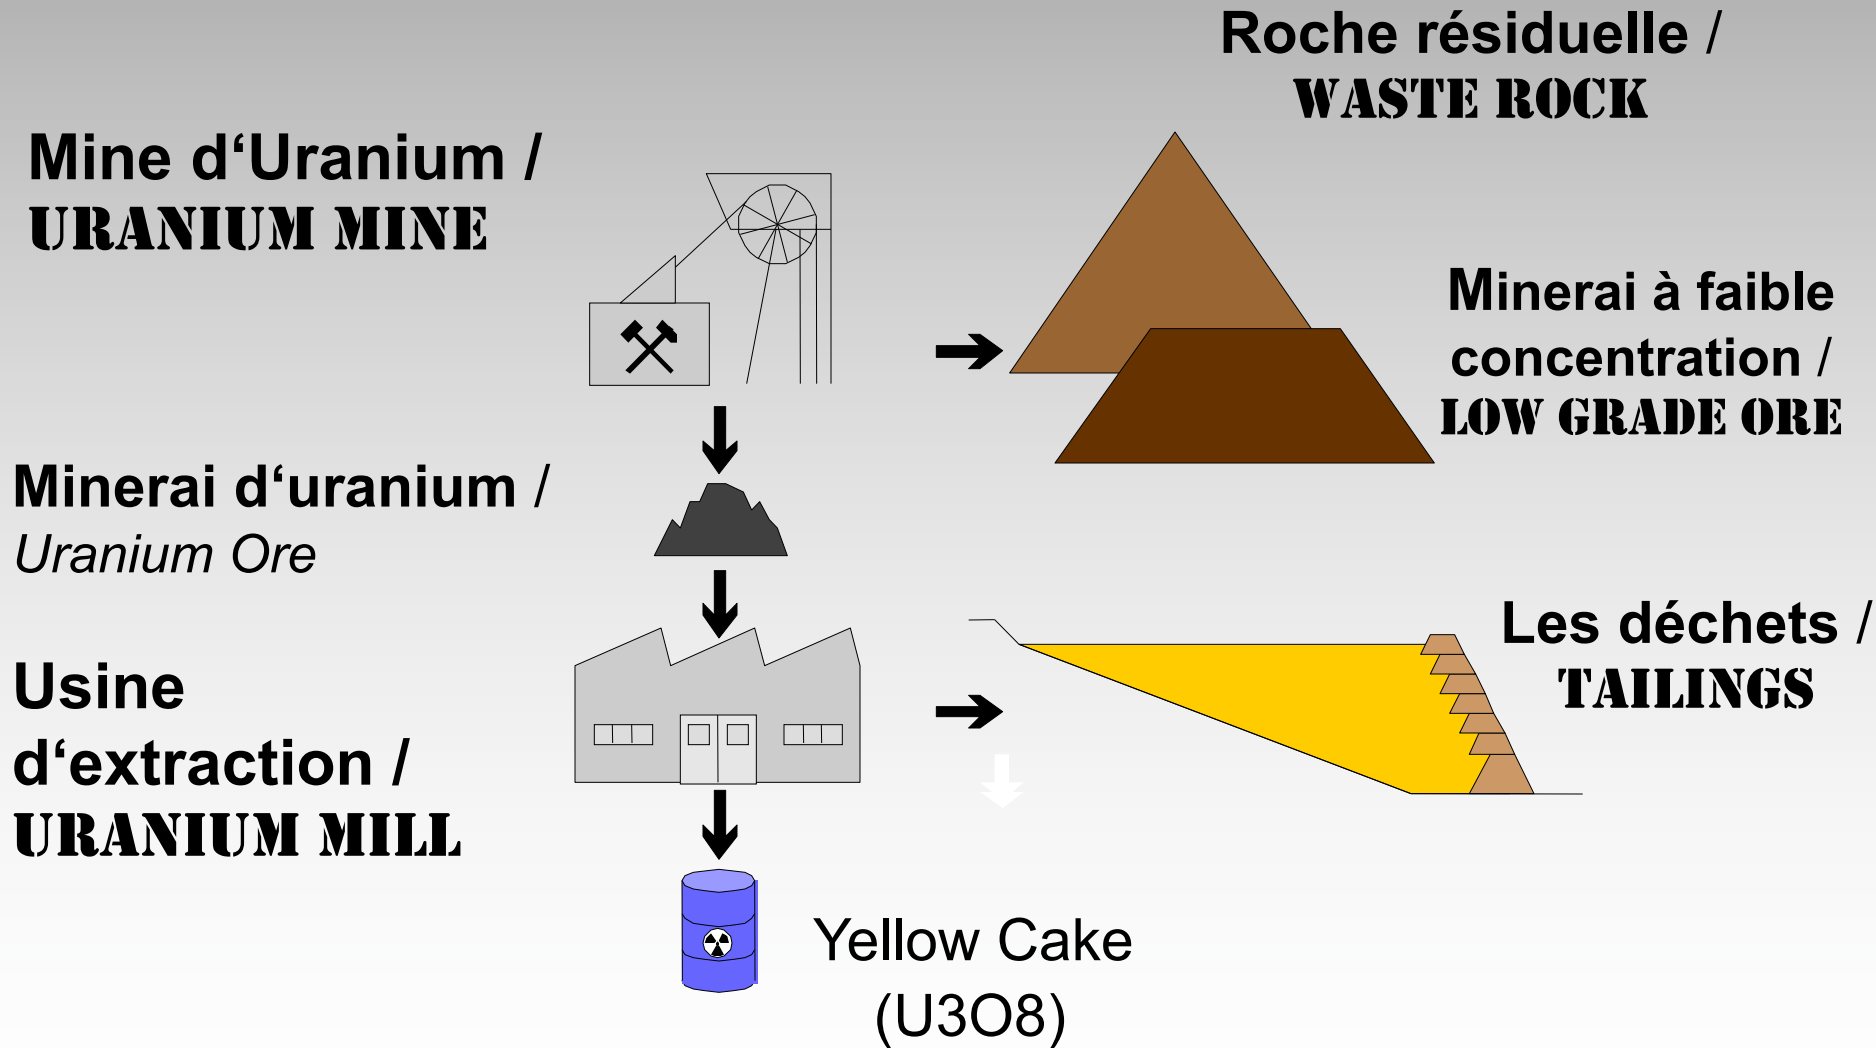 Roche résiduelle /
WASTE ROCK
Mine d‘Uranium /
URANIUM MINE
Minerai à faible
concentration /
LOW GRADE ORE
Minerai d‘uranium /
Uranium Ore
Les déchets /
TAILINGS
Usine
d‘extraction /
URANIUM MILL
Yellow Cake
(U3O8)